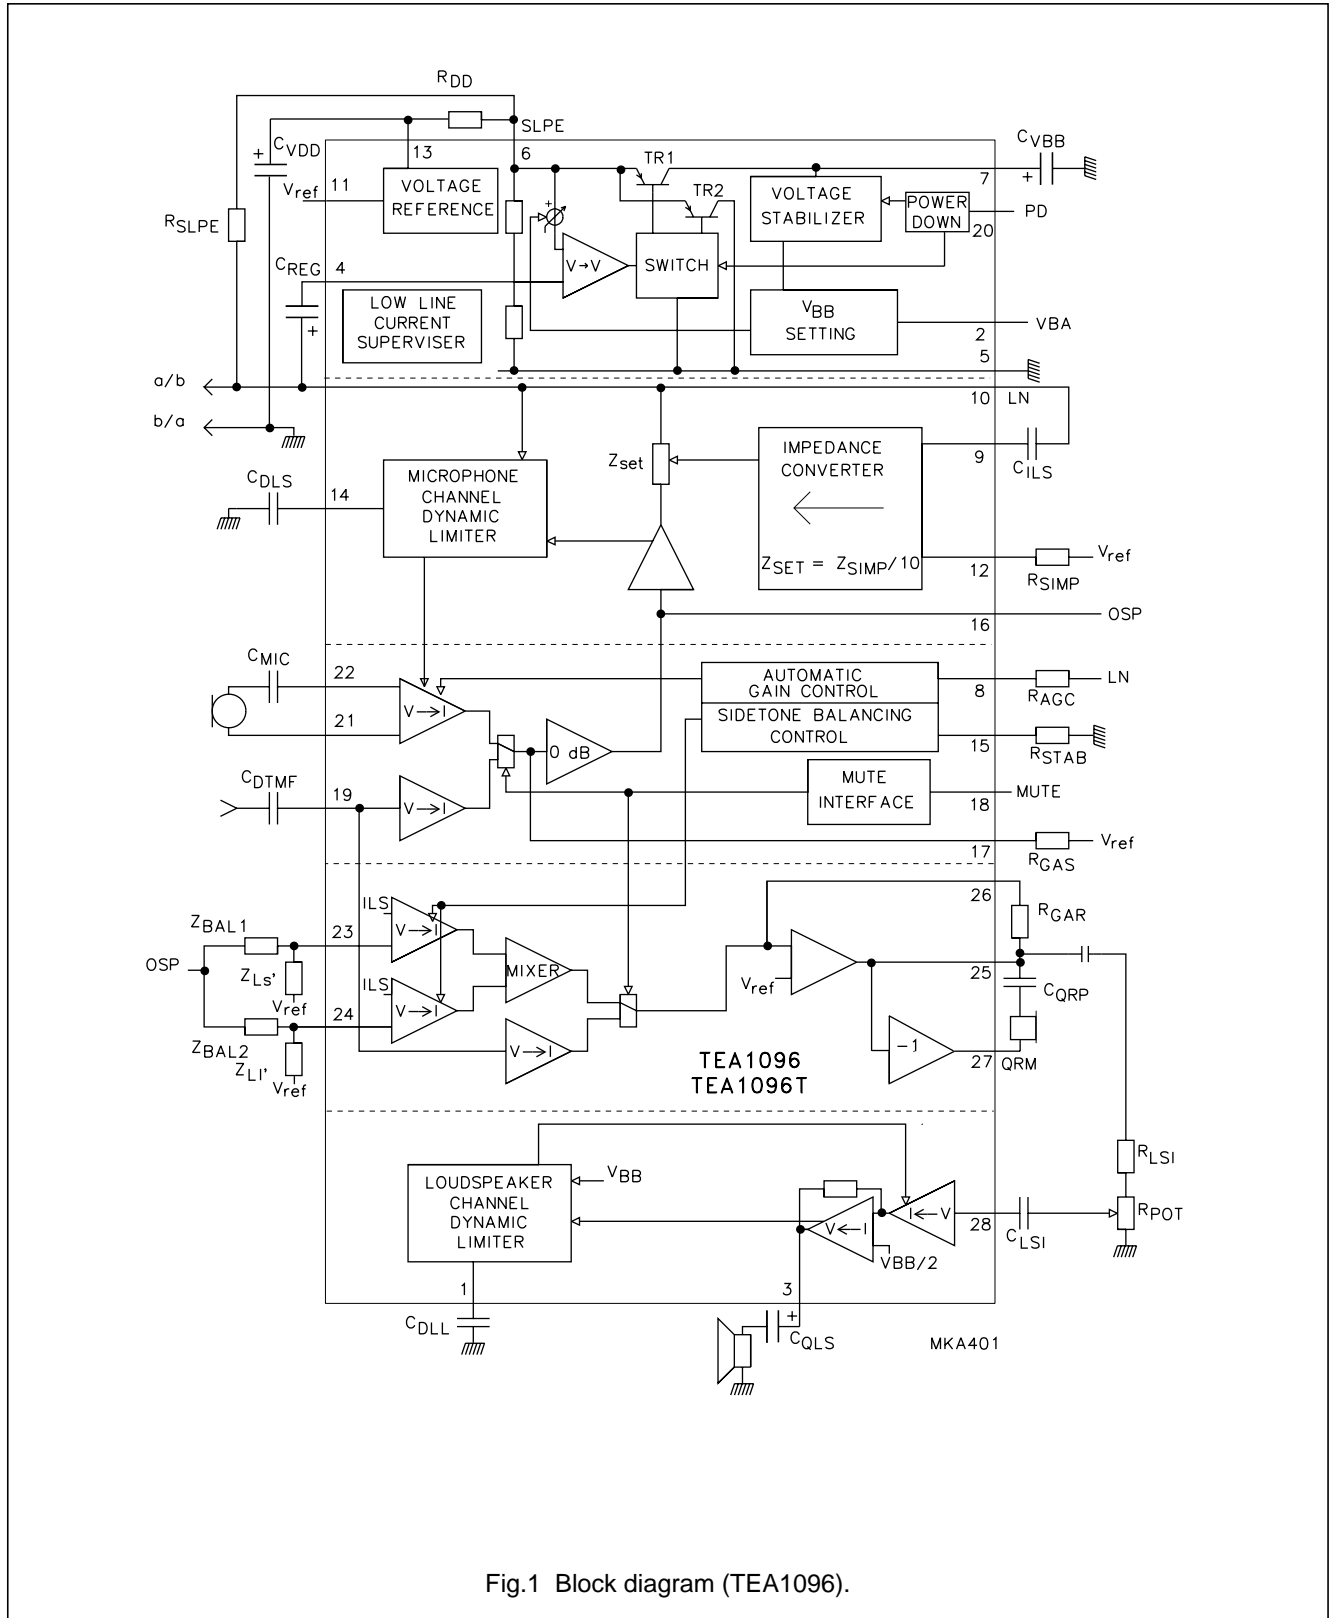 RDD
SLPE
CVDD
CVBB
13
6
TR1
7
11
Vref
VOLTAGE
REFERENCE
TR2
VOLTAGE
STABILIZER
POWER
DOWN
PD
20
RSLPE
CREG
4
V→V
SWITCH
LOW LINE
CURRENT
SUPERVISER
VBB
SETTING
2
VBA
5
a/b
10
LN
b/a
Zset
IMPEDANCE
CONVERTER
9
CILS
CDLS
14
MICROPHONE
CHANNEL
DYNAMIC
LIMITER
ZSET = ZSIMP/10
12
Vref
RSIMP
OSP
16
CMIC
22
AUTOMATIC
GAIN CONTROL
8
LN
RAGC
21
V→I
SIDETONE BALANCING
CONTROL
15
RSTAB
0 dB
CDTMF
19
V→I
MUTE
INTERFACE
MUTE
18
17
Vref
RGAS
ILS
26
RGAR
ZBAL1
23
V→I
OSP
ZLs'
MIXER
Vref
25
CQRP
Vref
ILS
24
V→I
ZBAL2
ZLl'
Vref
V→I
-1
27
QRM
TEA1096
TEA1096T
VBB
RLSI
LOUDSPEAKER
CHANNEL
DYNAMIC
LIMITER
V←I
I←V
28
CLSI
RPOT
VBB/2
1
3
CDLL
+
CQLS
MKA401
Fig.1 Block diagram (TEA1096).